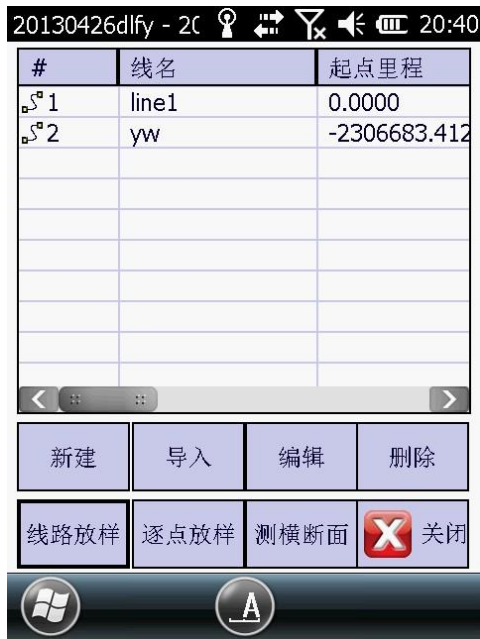 20130426dlfy - 20 20:40
# 线名 起点里程
1 line1 0.0000
2 yw -2306683.412
新建 导入 编辑 删除
线路放样 逐点放样 测横断面 关闭
A